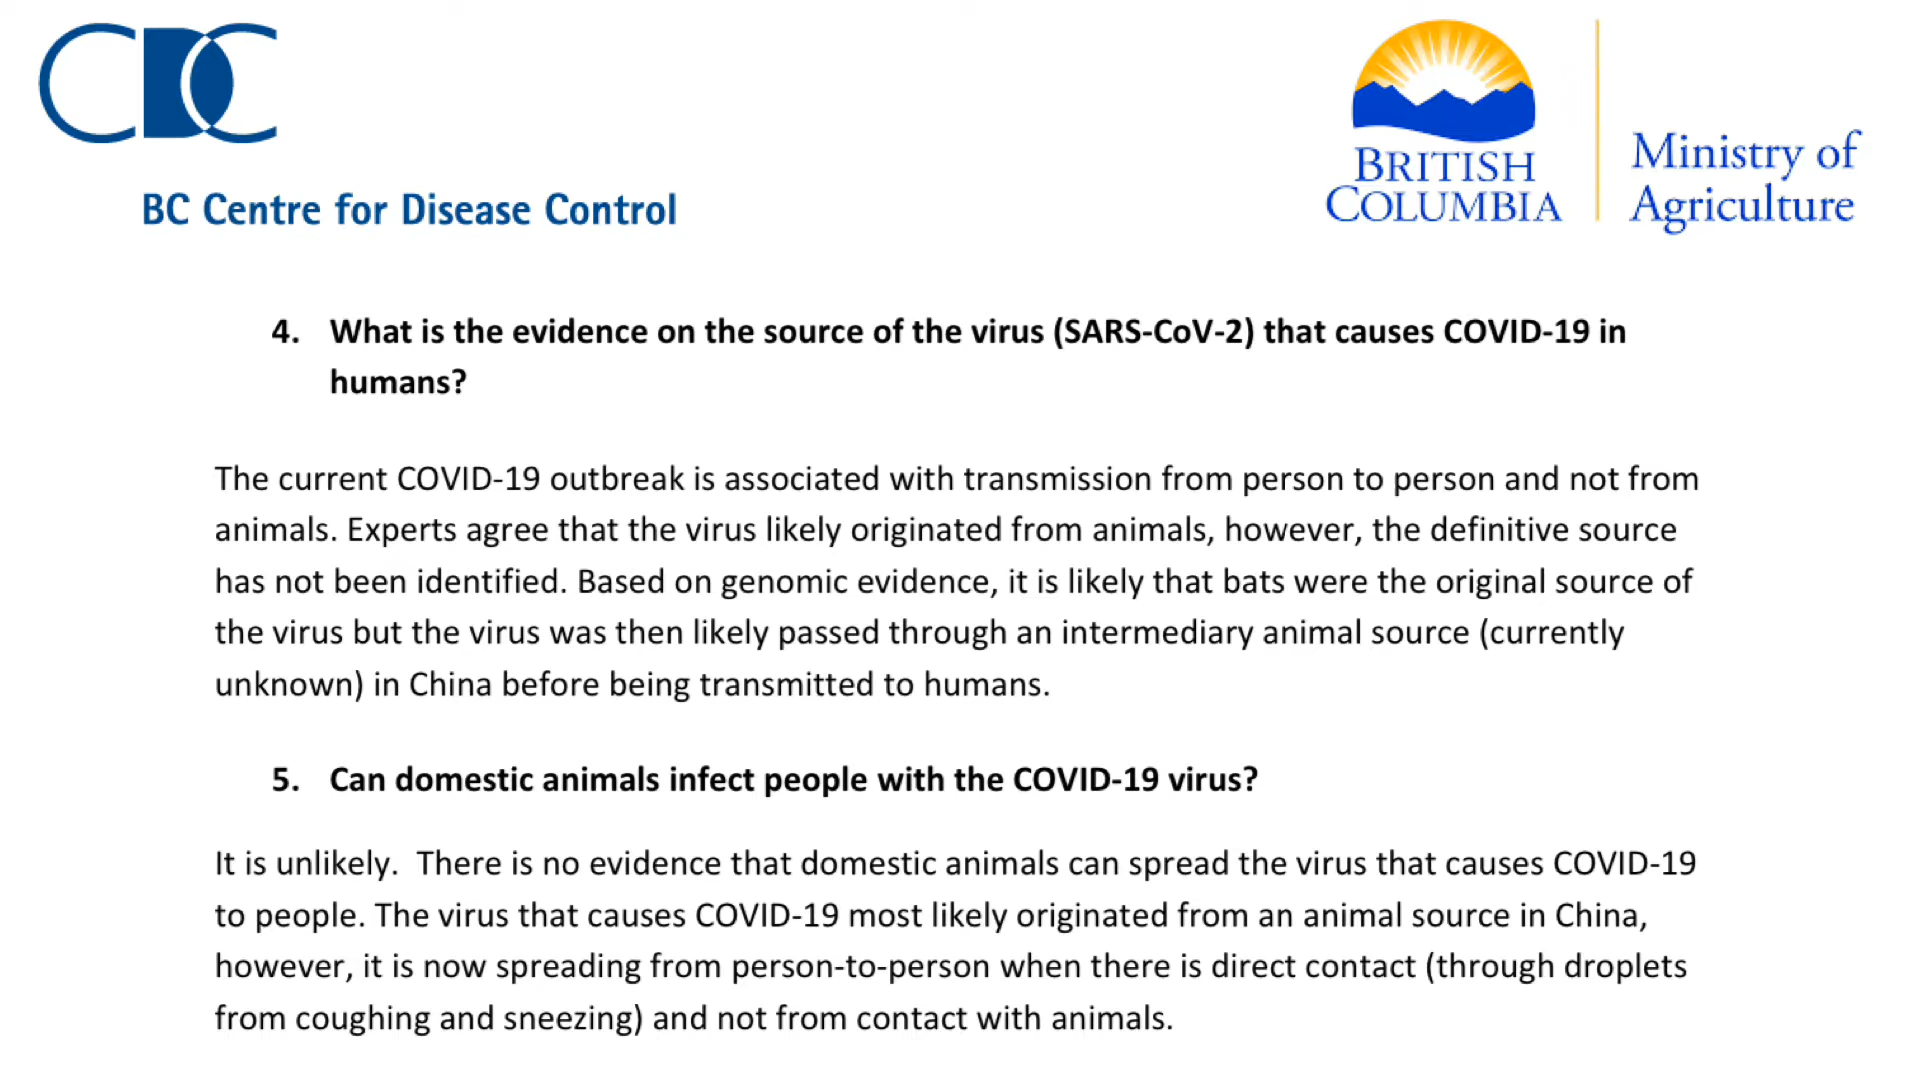 CDC
BC Centre for Disease Control
BRITISH
COLUMBIA
Ministry of
Agriculture
4. What is the evidence on the source of the virus (SARS-CoV-2) that causes COVID-19 in
humans?
The current COVID-19 outbreak is associated with transmission from person to person and not from
animals. Experts agree that the virus likely originated from animals, however, the definitive source
has not been identified. Based on genomic evidence, it is likely that bats were the original source of
the virus but the virus was then likely passed through an intermediary animal source (currently
unknown) in China before being transmitted to humans.
5. Can domestic animals infect people with the COVID-19 virus?
It is unlikely.  There is no evidence that domestic animals can spread the virus that causes COVID-19
to people. The virus that causes COVID-19 most likely originated from an animal source in China,
however, it is now spreading from person-to-person when there is direct contact (through droplets
from coughing and sneezing) and not from contact with animals.